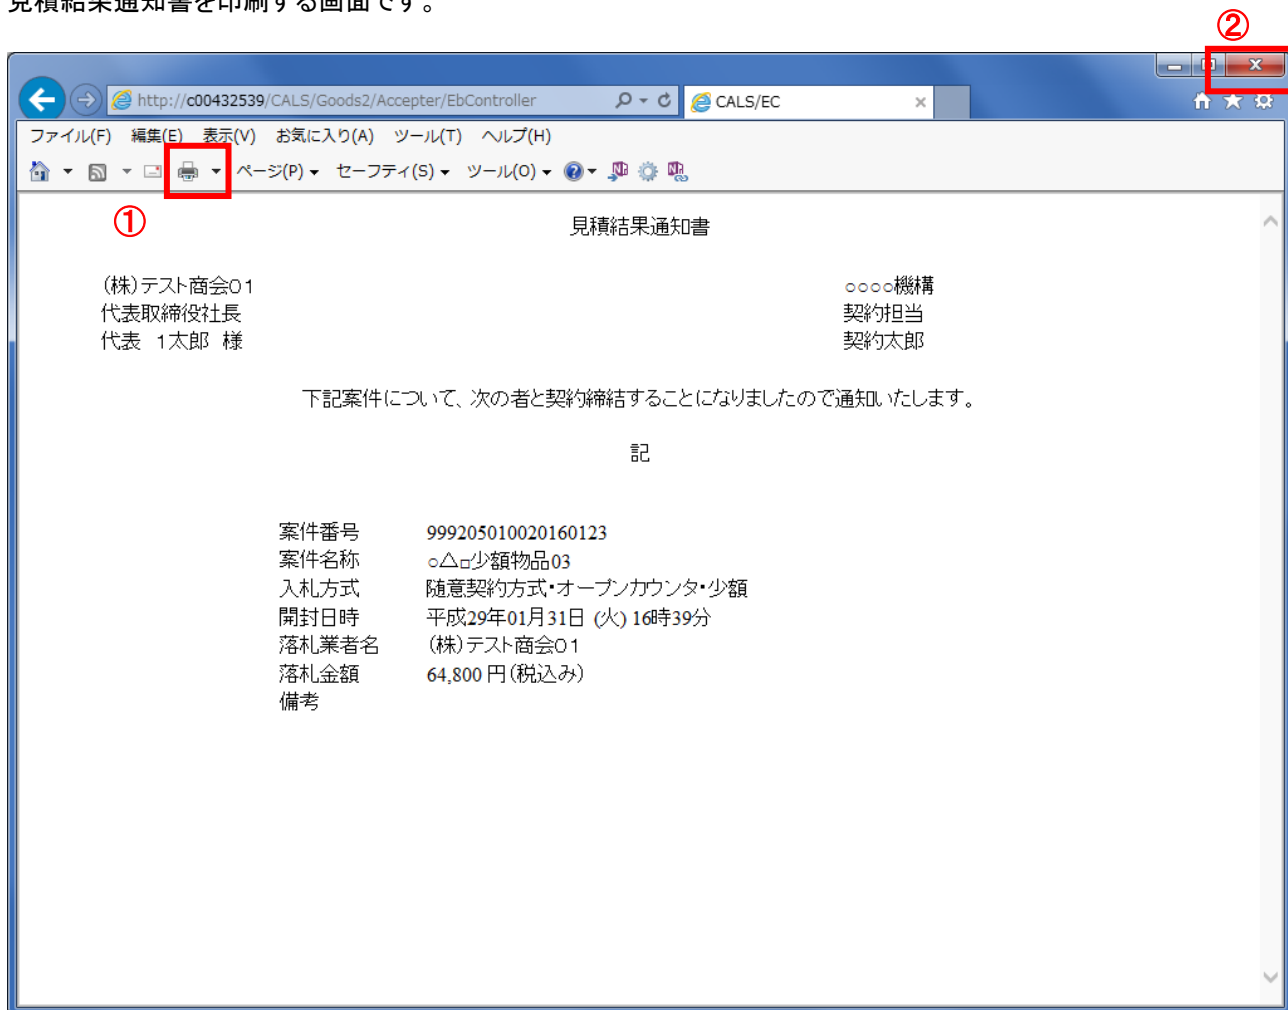 見積結果通知書を印刷する画面です。
②
http://c00432539/CALS/Goods2/Accepter/EbController
CALS/EC
ファイル(F) 編集(E) 表示(V) お気に入り(A) ツール(T) ヘルプ(H)
ページ(P) セーフティ(S) ツール(O)
①
見積結果通知書
(株)テスト商会01 ○○○○機構
代表取締役社長 契約担当
代表 1太郎 様 契約太郎
下記案件について、次の者と契約締結することになりましたので通知いたします。
記
案件番号 999205010020160123
案件名称 ○△□少額物品03
入札方式 随意契約方式・オープンカウンタ・少額
開封日時 平成29年01月31日 (火) 16時39分
落札業者名 (株)テスト商会01
落札金額 64,800 円(税込み)
備考